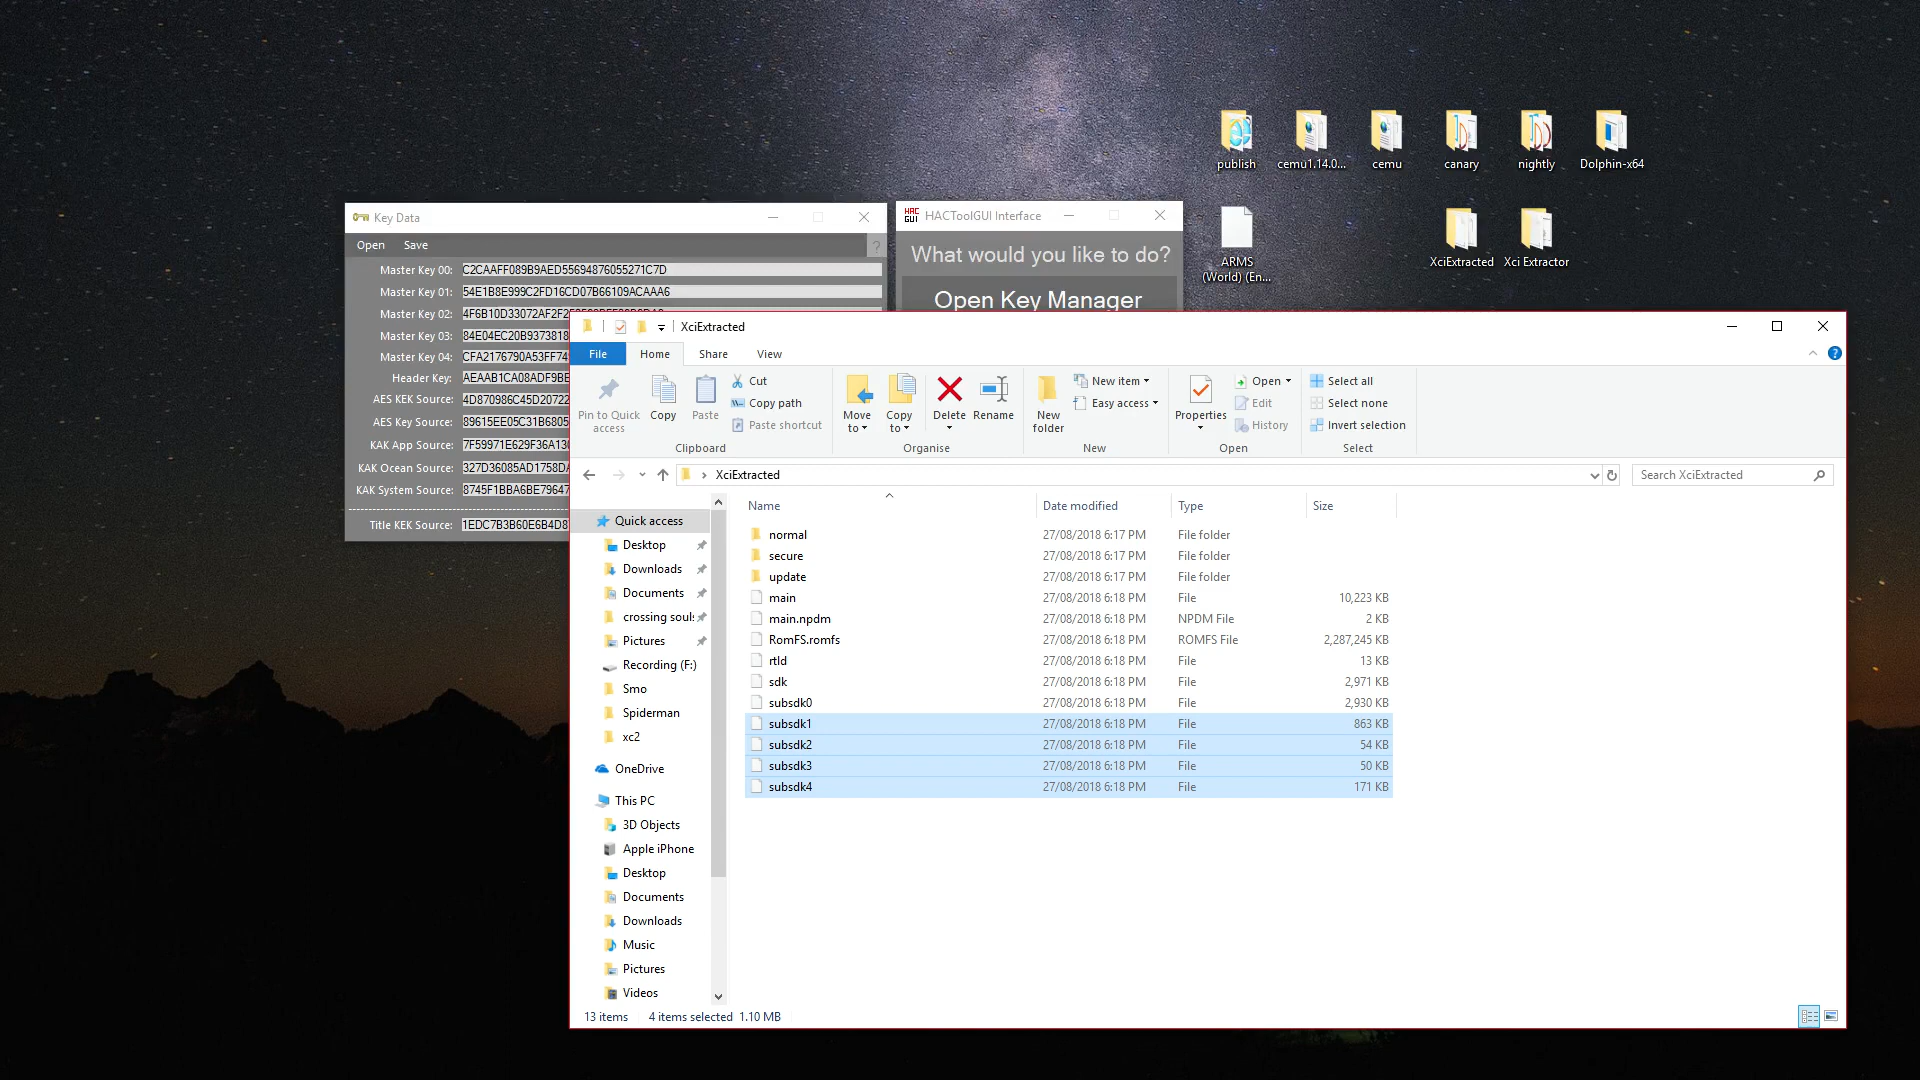 publish
cemu1.14.0...
cemu
canary
nightly
Dolphin-x64
ARMS
(World) (En...
XciExtracted
Xci Extractor
Key Data
Open Save ?
Master Key 00: C2CAAFF089B9AED55694876055271C7D
Master Key 01: 54E1B8E999C2FD16CD07B66109ACAAA6
Master Key 02: 4F6B10D33072AF2F2
Master Key 03: 84E04EC20B9373818
Master Key 04: CFA2176790A53FF74
Header Key: AEAAB1CA08ADF9BE
AES KEK Source: 4D870986C45D20722
AES Key Source: 89615EE05C31B6805
KAK App Source: 7F59971E629F36A13
KAK Ocean Source: 327D36085AD1758DA
KAK System Source: 8745F1BBA6BE79647
Title KEK Source: 1EDC7B3B60E6B4D8
HAC GUI HACToolGUI Interface
What would you like to do?
Open Key Manager
XciExtracted
File Home Share View
Pin to Quick access
Copy
Paste
Cut
Copy path
Paste shortcut
Clipboard
Move to
Copy to
Delete
Rename
Organise
New folder
New item
Easy access
New
Properties
Open
Edit
History
Open
Select all
Select none
Invert selection
Select
XciExtracted
Search XciExtracted
Quick access
Desktop
Downloads
Documents
crossing souls
Pictures
Recording (F:)
Smo
Spiderman
xc2
OneDrive
This PC
3D Objects
Apple iPhone
Desktop
Documents
Downloads
Music
Pictures
Videos
Name Date modified Type Size
normal 27/08/2018 6:17 PM File folder
secure 27/08/2018 6:17 PM File folder
update 27/08/2018 6:17 PM File folder
main 27/08/2018 6:18 PM File 10,223 KB
main.npdm 27/08/2018 6:18 PM NPDM File 2 KB
RomFS.romfs 27/08/2018 6:18 PM ROMFS File 2,287,245 KB
rtld 27/08/2018 6:18 PM File 13 KB
sdk 27/08/2018 6:18 PM File 2,971 KB
subsdk0 27/08/2018 6:18 PM File 2,930 KB
subsdk1 27/08/2018 6:18 PM File 863 KB
subsdk2 27/08/2018 6:18 PM File 54 KB
subsdk3 27/08/2018 6:18 PM File 50 KB
subsdk4 27/08/2018 6:18 PM File 171 KB
13 items 4 items selected 1.10 MB